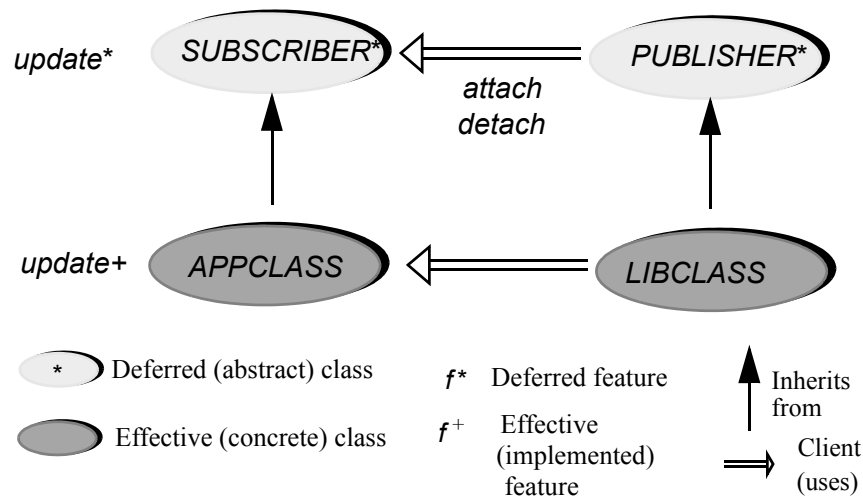 update*
SUBSCRIBER*
PUBLISHER*
attach
detach
update+
APPCLASS
LIBCLASS
* Deferred (abstract) class
Effective (concrete) class
f* Deferred feature
f + Effective
(implemented)
feature
Inherits
from
Client
(uses)